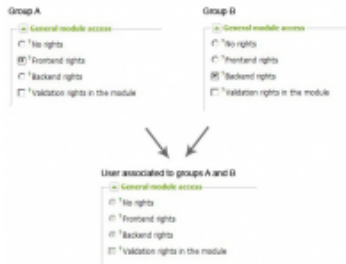 Group A
General module access
No rights
Frontend rights
Backend rights
Validation rights in the module
Group B
General module access
No rights
Frontend rights
Backend rights
Validation rights in the module
User associated to groups A and B
General module access
No rights
Frontend rights
Backend rights
Validation rights in the module